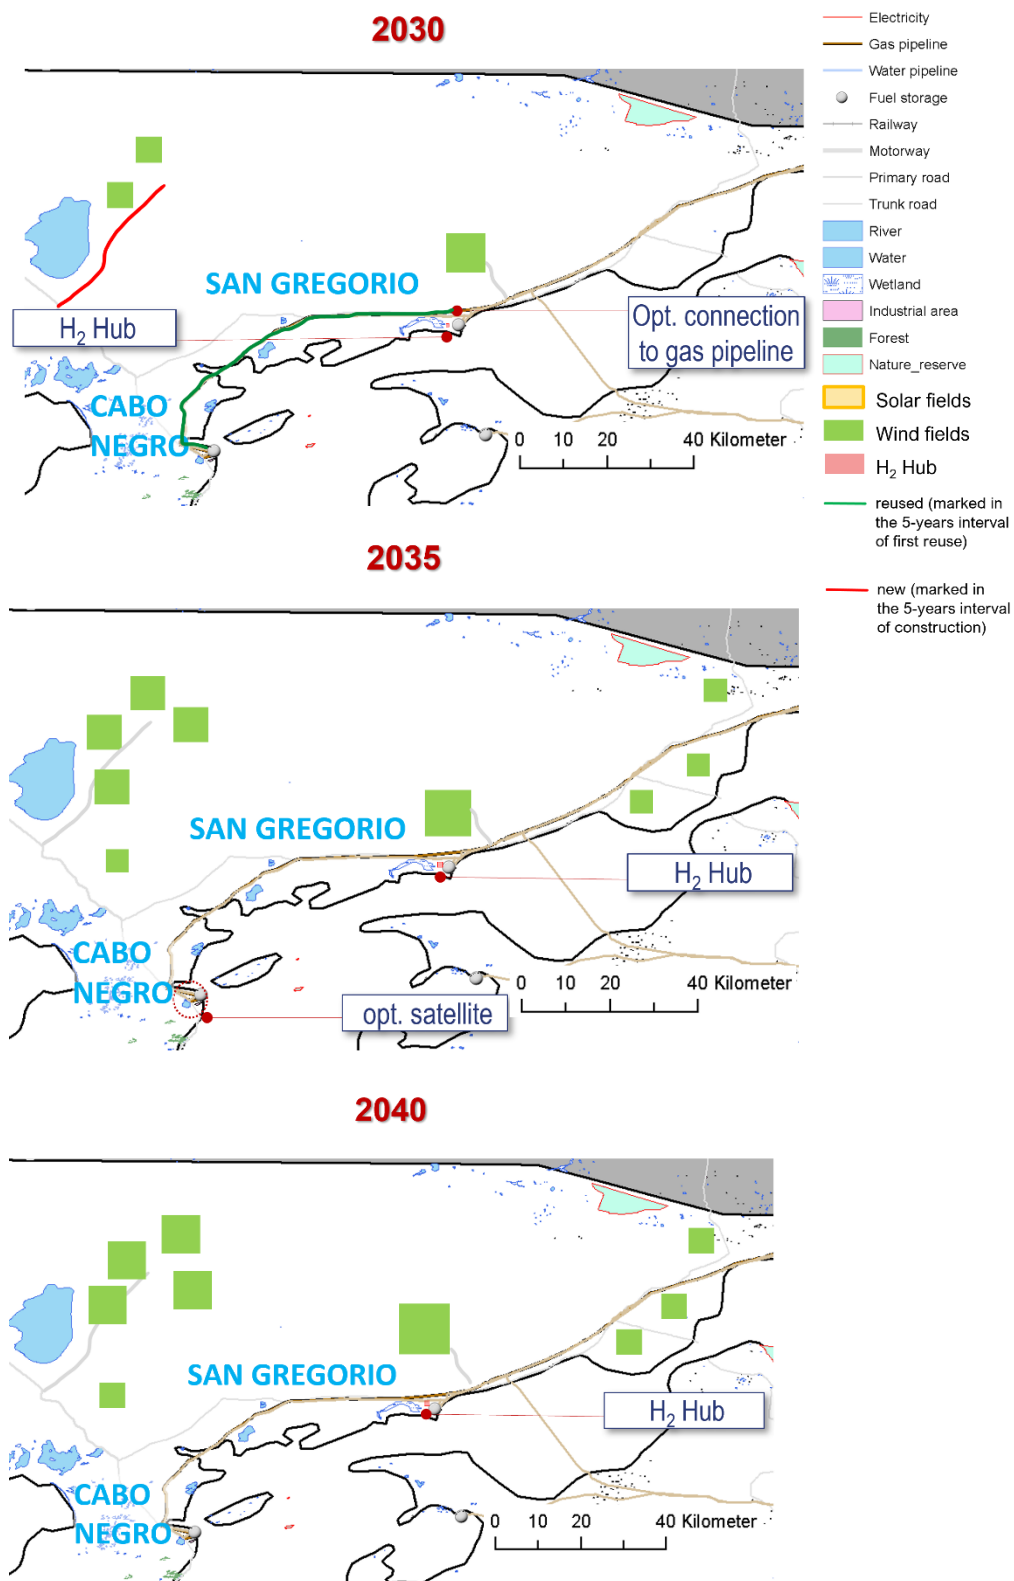 2030
Electricity
Gas pipeline
Water pipeline
Fuel storage
Railway
Motorway
Primary road
Trunk road
River
Water
Wetland
Industrial area
Forest
Nature_reserve
Solar fields
Wind fields
H₂ Hub
reused (marked in
the 5-years interval
of first reuse)
new (marked in
the 5-years interval
of construction)
SAN GREGORIO
H₂ Hub
Opt. connection
to gas pipeline
CABO
NEGRO
0 10 20 40 Kilometer
2035
SAN GREGORIO
H₂ Hub
CABO
NEGRO
0 10 20 40 Kilometer
opt. satellite
2040
SAN GREGORIO
H₂ Hub
CABO
NEGRO
0 10 20 40 Kilometer